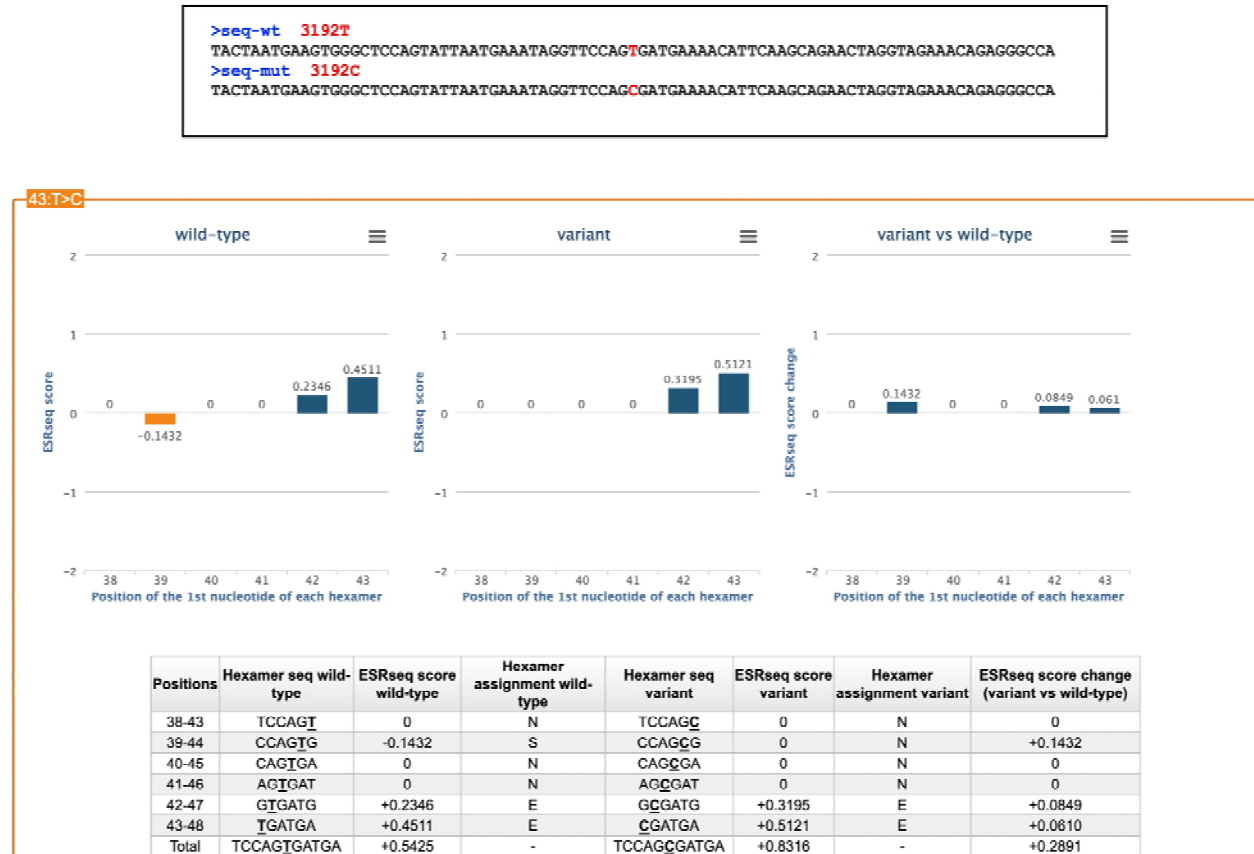 >seq-wt 3192T
TACTAATGAAGTGGGCTCCAGTATTAATGAAATAGGTTCCAGTGATGAAAACATTCAAGCAGAACTAGGTAGAAACAGAGGGCCA
>seq-mut 3192C
TACTAATGAAGTGGGCTCCAGTATTAATGAAATAGGTTCCAGCGATGAAAACATTCAAGCAGAACTAGGTAGAAACAGAGGGCCA
43:T>C
wild-type
ESRseq score
2
1
0
-1
-2
0
-0.1432
0
0
0.2346
0.4511
38 39 40 41 42 43
Position of the 1st nucleotide of each hexamer
variant
ESRseq score
2
1
0
-1
-2
0
0
0
0
0.3195
0.5121
38 39 40 41 42 43
Position of the 1st nucleotide of each hexamer
variant vs wild-type
ESRseq score change
2
1
0
-1
-2
0
0.1432
0
0
0.0849
0.061
38 39 40 41 42 43
Position of the 1st nucleotide of each hexamer
Positions Hexamer seq wild-type ESRseq score wild-type Hexamer assignment wild-type Hexamer seq variant ESRseq score variant Hexamer assignment variant ESRseq score change (variant vs wild-type)
38-43 TCCAGT 0 N TCCAGC 0 N 0
39-44 CCAGTG -0.1432 S CCAGCG 0 N +0.1432
40-45 CAGTGA 0 N CAGCGA 0 N 0
41-46 AGTGAT 0 N AGCGAT 0 N 0
42-47 GTGATG +0.2346 E GCGATG +0.3195 E +0.0849
43-48 TGATGA +0.4511 E CGATGA +0.5121 E +0.0610
Total TCCAGTGATGA +0.5425 - TCCAGCGATGA +0.8316 - +0.2891